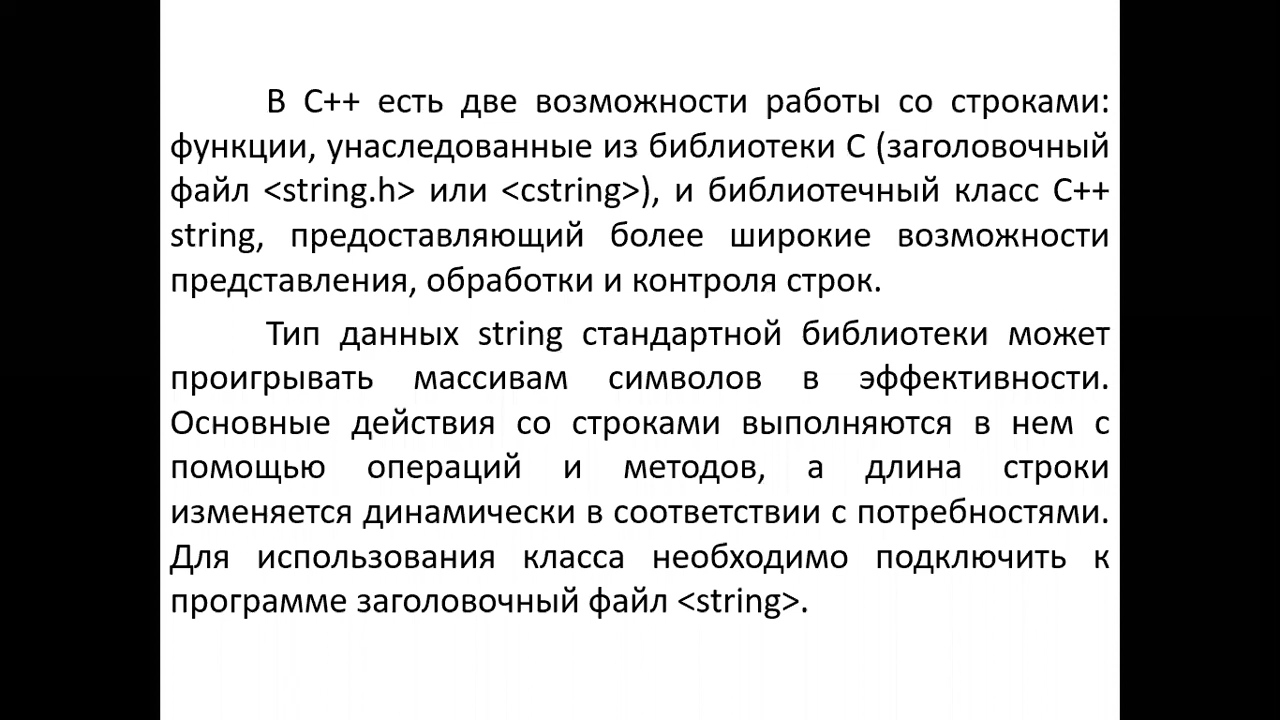 В С++ есть две возможности работы со строками:
функции, унаследованные из библиотеки С (заголовочный
файл <string.h> или <cstring>), и библиотечный класс С++
string, предоставляющий более широкие возможности
представления, обработки и контроля строк.
Тип данных string стандартной библиотеки может
проигрывать массивам символов в эффективности.
Основные действия со строками выполняются в нем с
помощью операций и методов, а длина строки
изменяется динамически в соответствии с потребностями.
Для использования класса необходимо подключить к
программе заголовочный файл <string>.